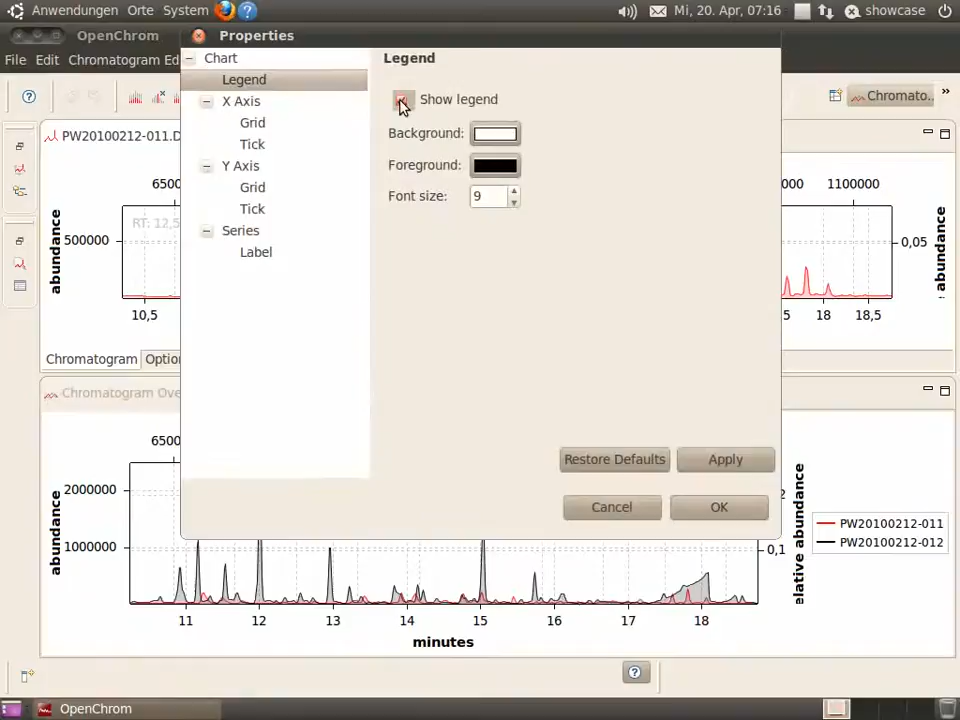 Anwendungen Orte System Mi, 20. Apr, 07:16 showcase
OpenChrom
Properties
File Edit Chromatogram Ed
Chart
Legend
X Axis
Grid
Tick
Y Axis
Grid
Tick
Series
Label
Legend
Show legend
Background:
Foreground:
Font size: 9
Restore Defaults Apply
Cancel OK
Chromato.. »
PW20100212-011.D
6500
RT: 12,5
500000
abundance
10,5
Chromatogram Optio
000 1100000
0,05
abundance
5 18 18,5
Chromatogram Ove
6500
2000000
1000000
abundance
11 12 13 14 15 16 17 18
minutes
2
0,1
elative abundance
PW20100212-011
PW20100212-012
OpenChrom